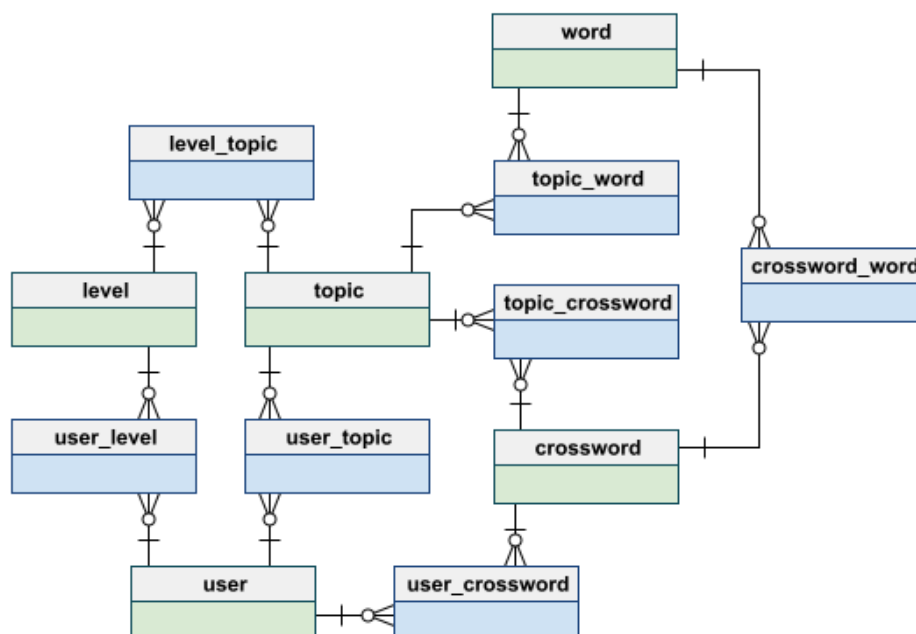 word
level_topic
topic_word
crossword_word
level
topic
topic_crossword
user_level
user_topic
crossword
user
user_crossword